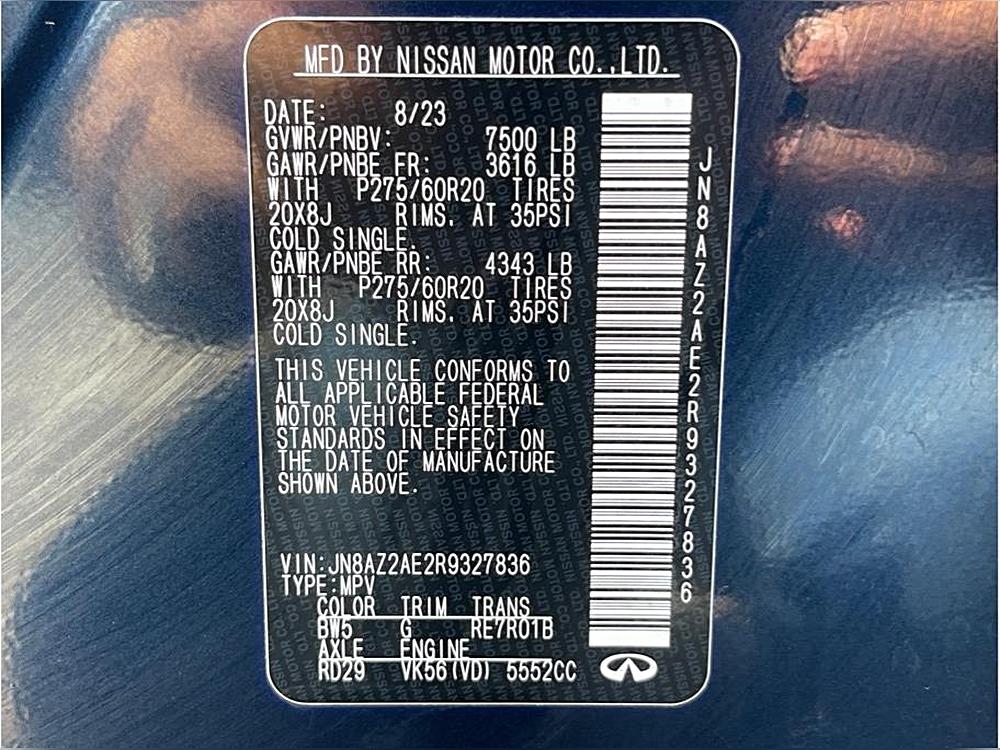 MFD BY NISSAN MOTOR CO.,LTD.
DATE: 8/23
GVWR/PNBV: 7500 LB
GAWR/PNBE FR: 3616 LB
WITH P275/60R20 TIRES
20X8J RIMS, AT 35PSI
COLD SINGLE.
GAWR/PNBE RR: 4343 LB
WITH P275/60R20 TIRES
20X8J RIMS, AT 35PSI
COLD SINGLE.
THIS VEHICLE CONFORMS TO
ALL APPLICABLE FEDERAL
MOTOR VEHICLE SAFETY
STANDARDS IN EFFECT ON
THE DATE OF MANUFACTURE
SHOWN ABOVE.
VIN:JN8AZ2AE2R9327836
TYPE:MPV
COLOR TRIM TRANS
BW5 G RE7R01B
AXLE ENGINE
RD29 VK56(VD) 5552CC
JN8AZ2AE2R9327836